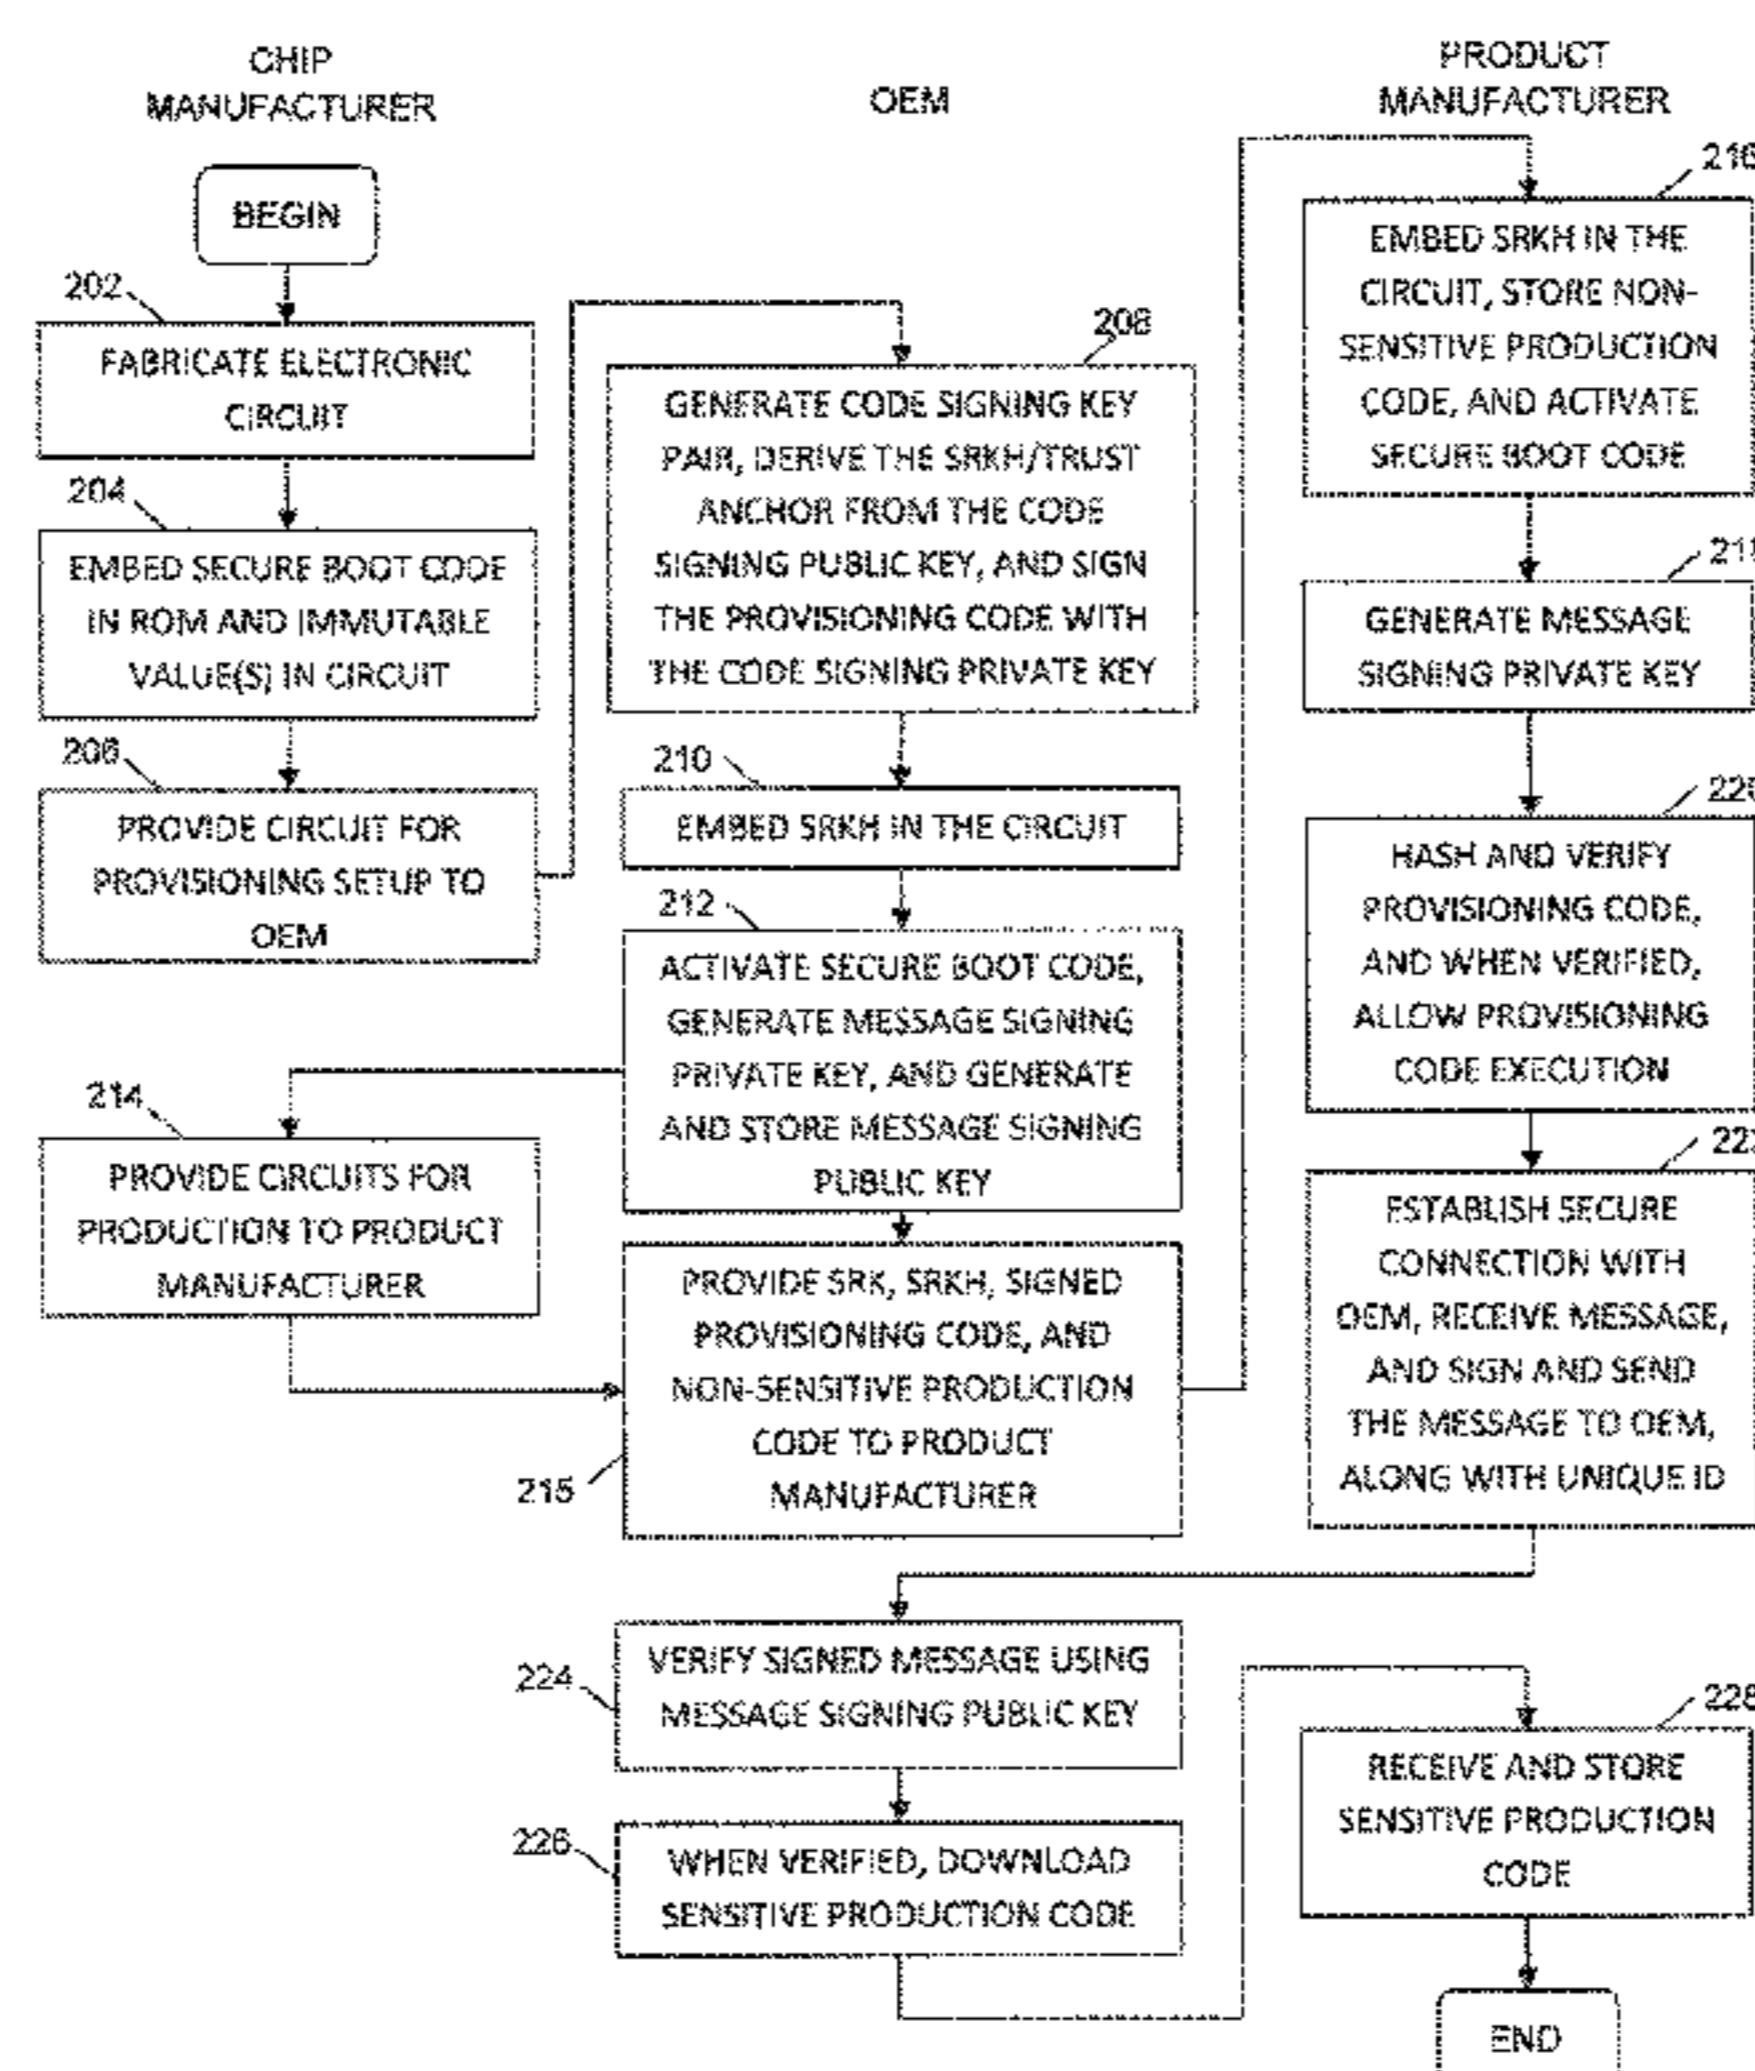 CHIP
MANUFACTURER
BEGIN
202
FABRICATE ELECTRONIC
CIRCUIT
204
EMBED SECURE BOOT CODE
IN ROM AND IMMUTABLE
VALUE(S) IN CIRCUIT
206
PROVIDE CIRCUIT FOR
PROVISIONING SETUP TO
OEM
214
PROVIDE CIRCUITS FOR
PRODUCTION TO PRODUCT
MANUFACTURER
OEM
208
GENERATE CODE SIGNING KEY
PAIR, DERIVE THE SRKH/TRUST
ANCHOR FROM THE CODE
SIGNING PUBLIC KEY, AND SIGN
THE PROVISIONING CODE WITH
THE CODE SIGNING PRIVATE KEY
210
EMBED SRKH IN THE CIRCUIT
212
ACTIVATE SECURE BOOT CODE,
GENERATE MESSAGE SIGNING
PRIVATE KEY, AND GENERATE
AND STORE MESSAGE SIGNING
PUBLIC KEY
PROVIDE SRK, SRKH, SIGNED
PROVISIONING CODE, AND
NON-SENSITIVE PRODUCTION
CODE TO PRODUCT
MANUFACTURER
215
224
VERIFY SIGNED MESSAGE USING
MESSAGE SIGNING PUBLIC KEY
226
WHEN VERIFIED, DOWNLOAD
SENSITIVE PRODUCTION CODE
PRODUCT
MANUFACTURER
216
EMBED SRKH IN THE
CIRCUIT, STORE NON-
SENSITIVE PRODUCTION
CODE, AND ACTIVATE
SECURE BOOT CODE
GENERATE MESSAGE
SIGNING PRIVATE KEY
220
HASH AND VERIFY
PROVISIONING CODE,
AND WHEN VERIFIED,
ALLOW PROVISIONING
CODE EXECUTION
ESTABLISH SECURE
CONNECTION WITH
OEM, RECEIVE MESSAGE,
AND SIGN AND SEND
THE MESSAGE TO OEM,
ALONG WITH UNIQUE ID
228
RECEIVE AND STORE
SENSITIVE PRODUCTION
CODE
END